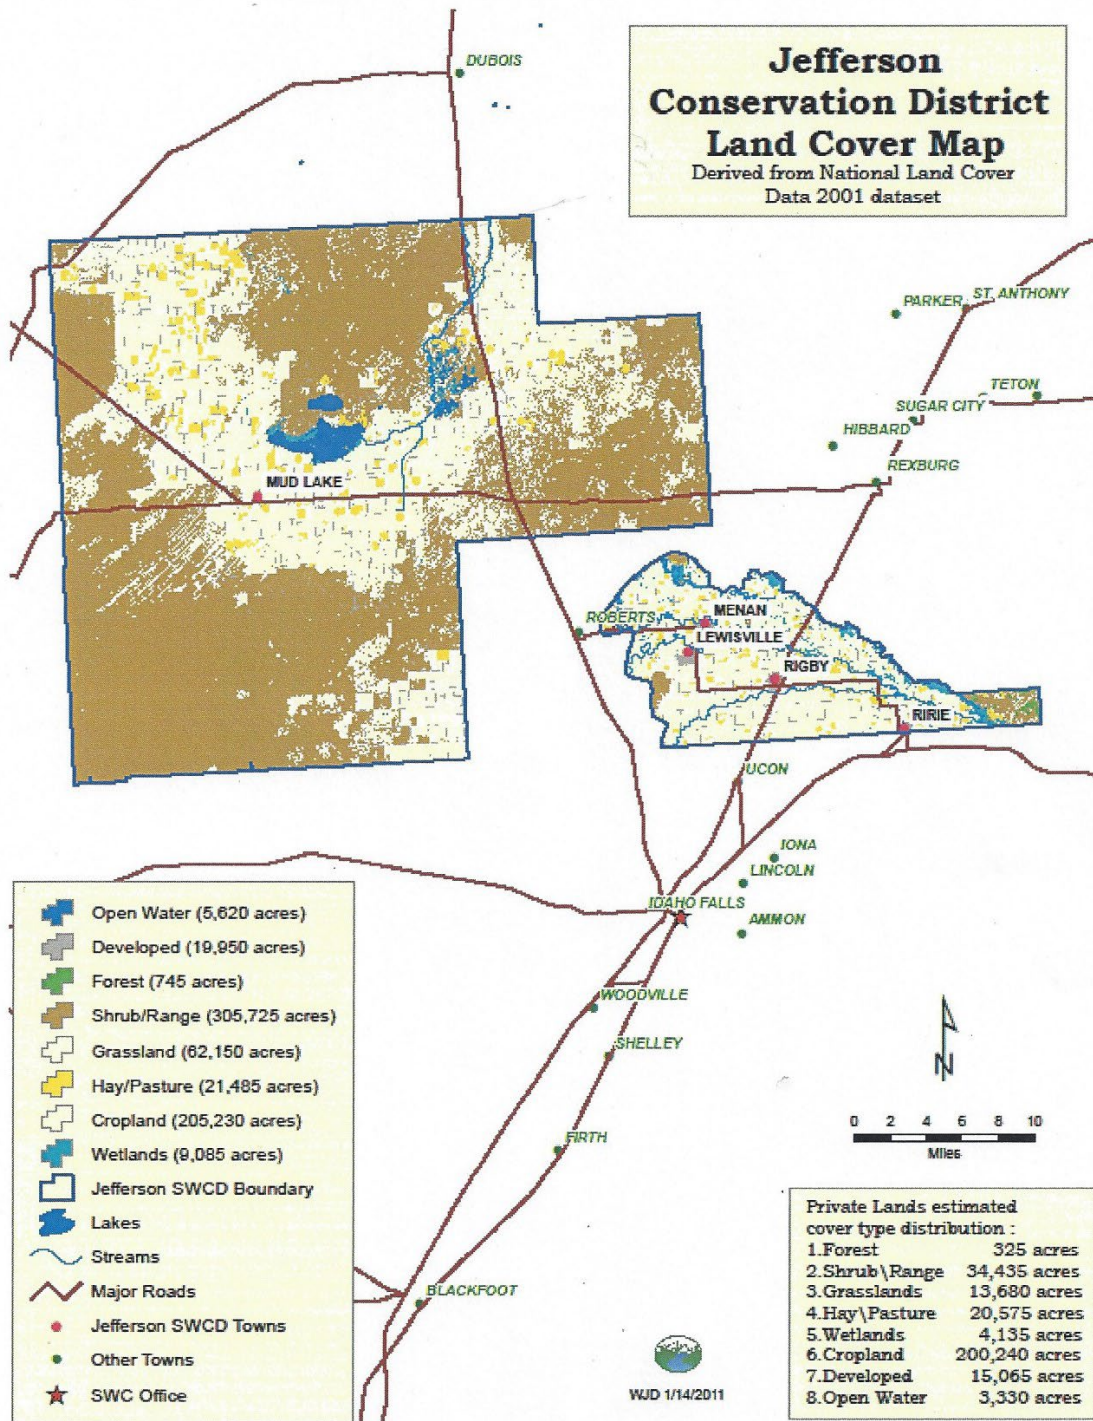 Jefferson
Conservation District
Land Cover Map
Derived from National Land Cover
Data 2001 dataset
DUBOIS
PARKER
ST. ANTHONY
TETON
SUGAR CITY
HIBBARD
REXBURG
MUD LAKE
ROBERTS
MENAN
LEWISVILLE
RIGBY
RIRIE
UCON
IONA
LINCOLN
IDAHO FALLS
AMMON
WOODVILLE
SHELLEY
FIRTH
BLACKFOOT
Open Water (5,620 acres)
Developed (19,950 acres)
Forest (745 acres)
Shrub/Range (305,725 acres)
Grassland (62,150 acres)
Hay/Pasture (21,485 acres)
Cropland (205,230 acres)
Wetlands (9,085 acres)
Jefferson SWCD Boundary
Lakes
Streams
Major Roads
Jefferson SWCD Towns
Other Towns
SWC Office
N
0 2 4 6 8 10
Miles
Private Lands estimated
cover type distribution :
1.Forest 325 acres
2.Shrub\Range 34,435 acres
3.Grasslands 13,680 acres
4.Hay\Pasture 20,575 acres
5.Wetlands 4,135 acres
6.Cropland 200,240 acres
7.Developed 15,065 acres
8.Open Water 3,330 acres
WJD 1/14/2011